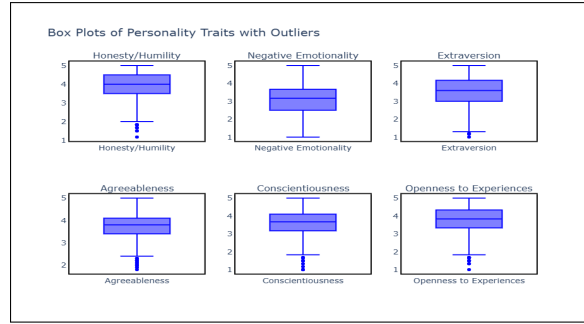 Box Plots of Personality Traits with Outliers
Honesty/Humility
5
4
3
2
1
Honesty/Humility
Negative Emotionality
5
4
3
2
1
Negative Emotionality
Extraversion
5
4
3
2
1
Extraversion
Agreeableness
5
4
3
2
Agreeableness
Conscientiousness
5
4
3
2
1
Conscientiousness
Openness to Experiences
5
4
3
2
1
Openness to Experiences